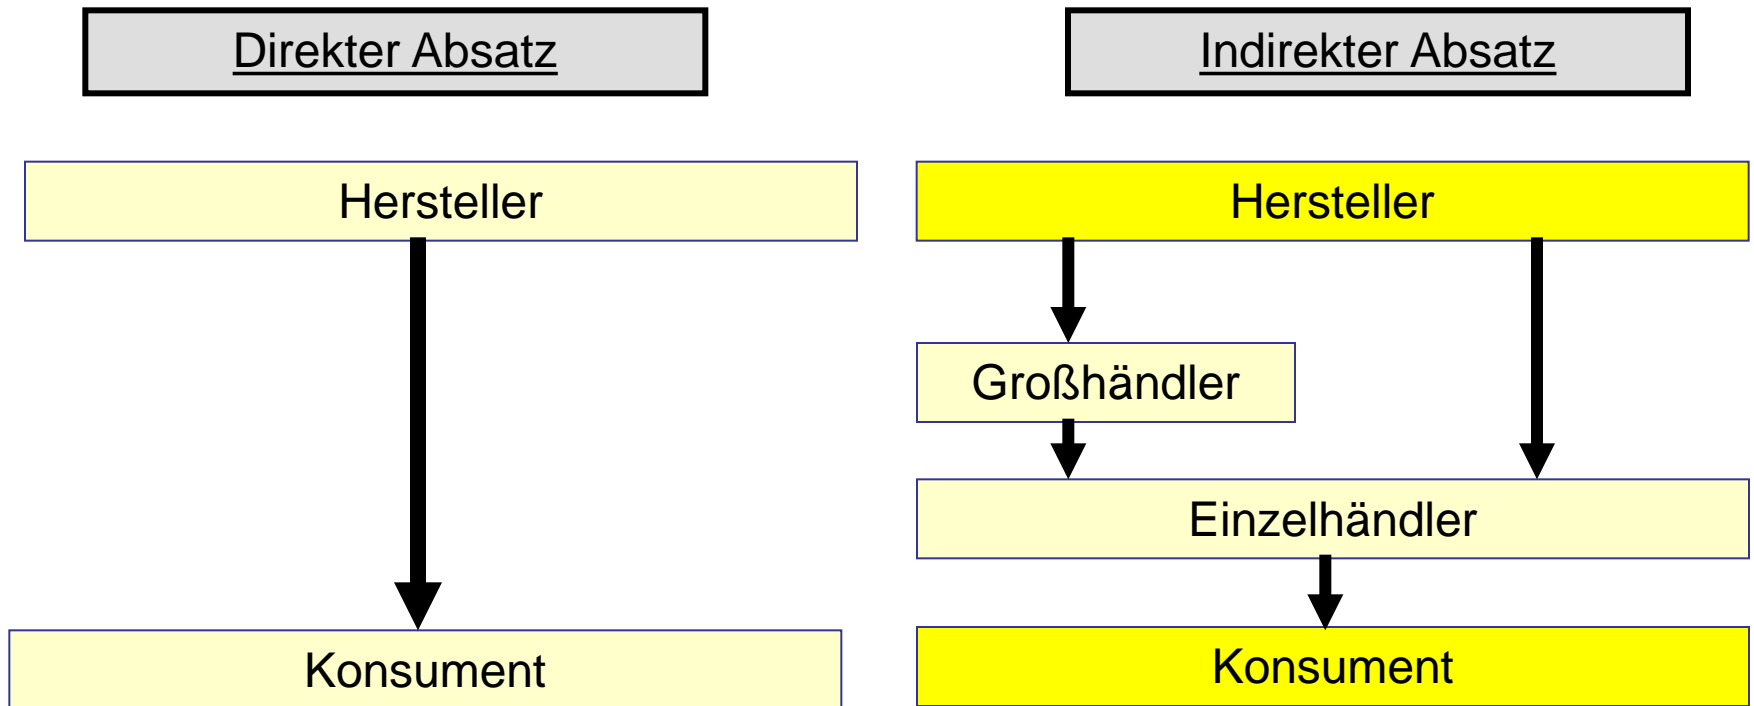 Direkter Absatz
Hersteller
Konsument
Indirekter Absatz
Hersteller
Großhändler
Einzelhändler
Konsument